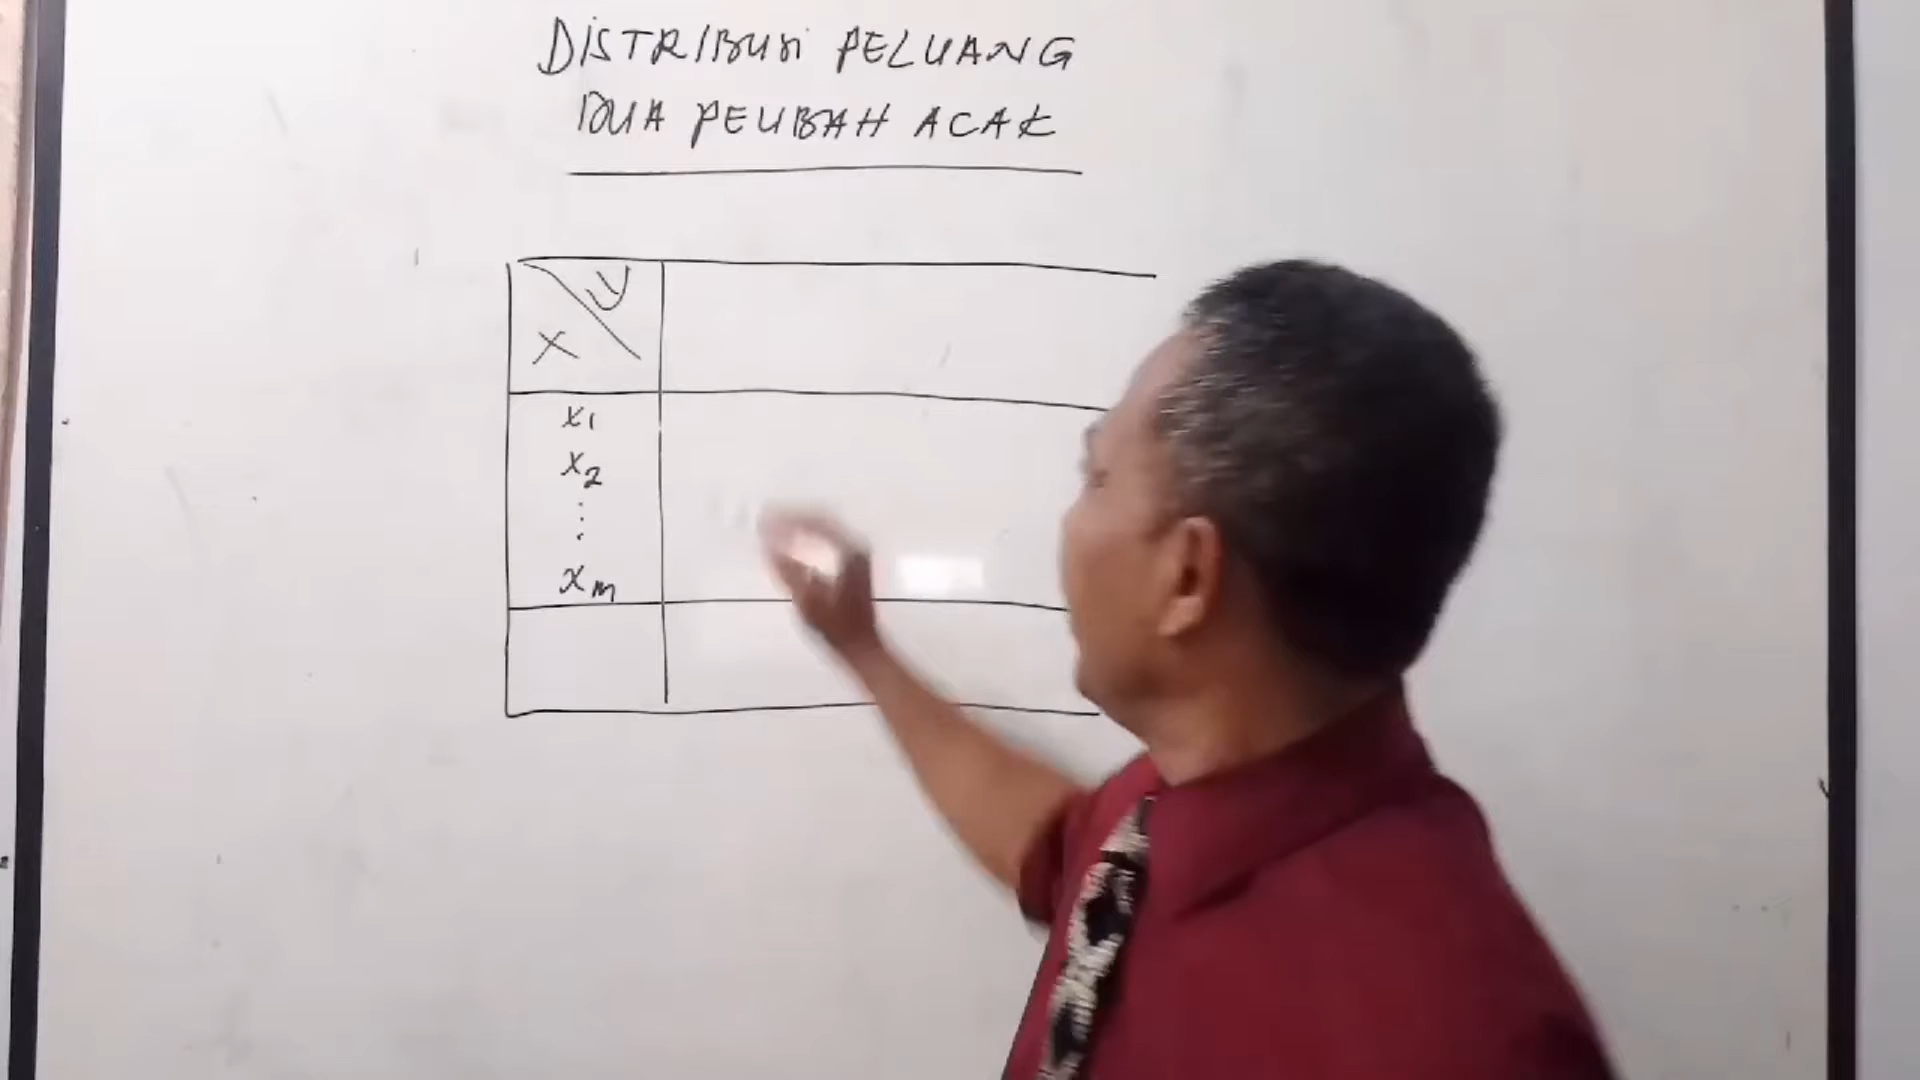 DISTRIBUSI PELUANG
DUA PEUBAH ACAK
y
X
x1
x2
⋮
xm